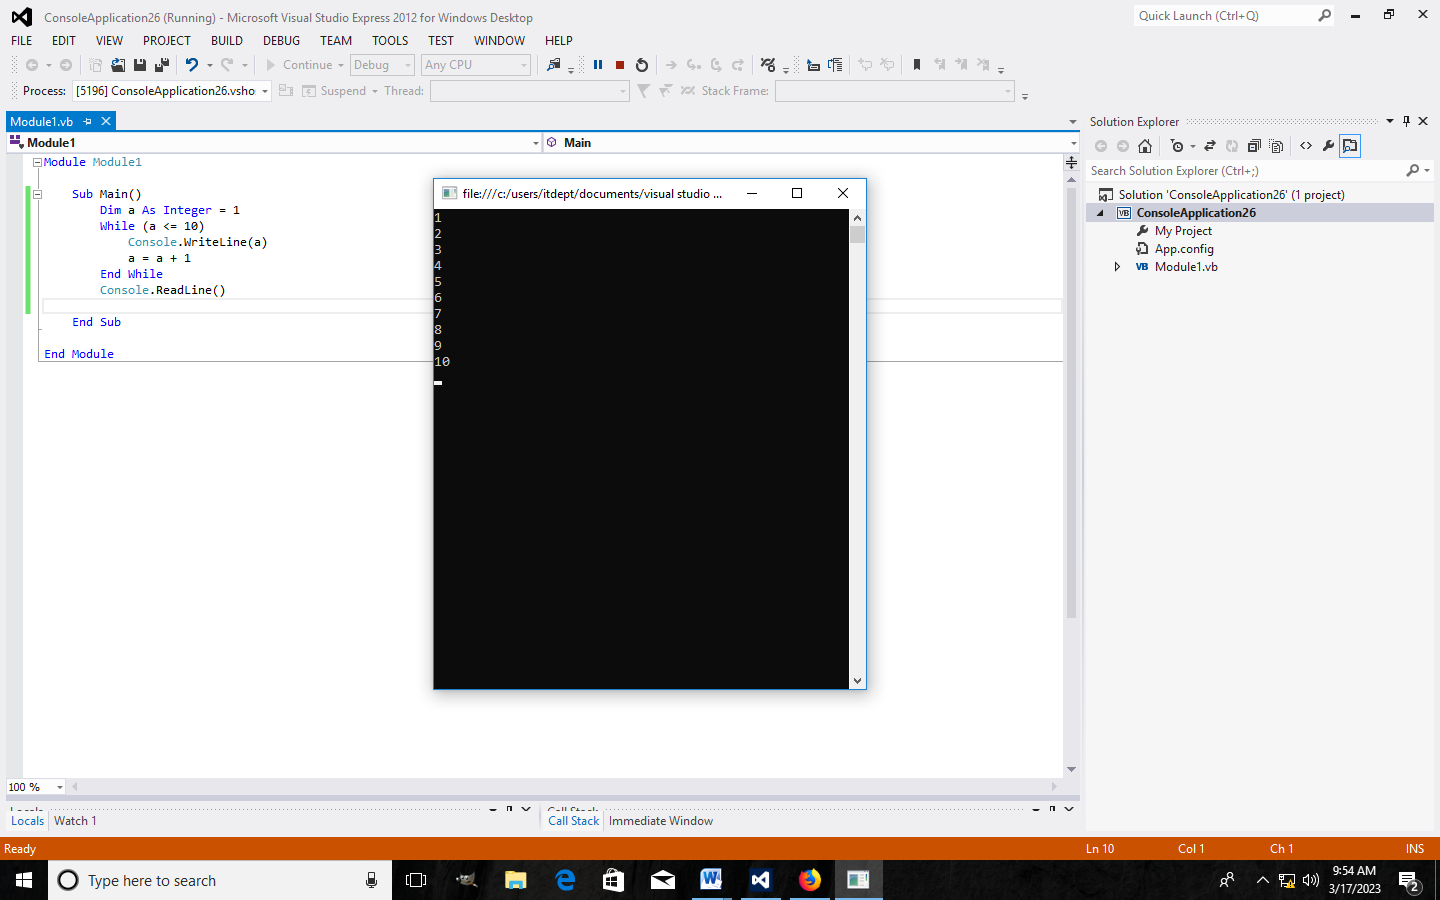 ConsoleApplication26 (Running) - Microsoft Visual Studio Express 2012 for Windows Desktop
Quick Launch (Ctrl+Q)
FILE EDIT VIEW PROJECT BUILD DEBUG TEAM TOOLS TEST WINDOW HELP
Continue Debug Any CPU
Process: [5196] ConsoleApplication26.vsho Suspend Thread: Stack Frame:
Module1.vb
Module1 Main
Module Module1
Sub Main()
Dim a As Integer = 1
While (a <= 10)
Console.WriteLine(a)
a = a + 1
End While
Console.ReadLine()
End Sub
End Module
file:///c:/users/itdept/documents/visual studio ...
1
2
3
4
5
6
7
8
9
10
Solution Explorer
Search Solution Explorer (Ctrl+;)
Solution 'ConsoleApplication26' (1 project)
VB ConsoleApplication26
My Project
App.config
VB Module1.vb
100 %
Locals Call Stack
Locals Watch 1 Call Stack Immediate Window
Ready Ln 10 Col 1 Ch 1 INS
Type here to search
9:54 AM
3/17/2023
2